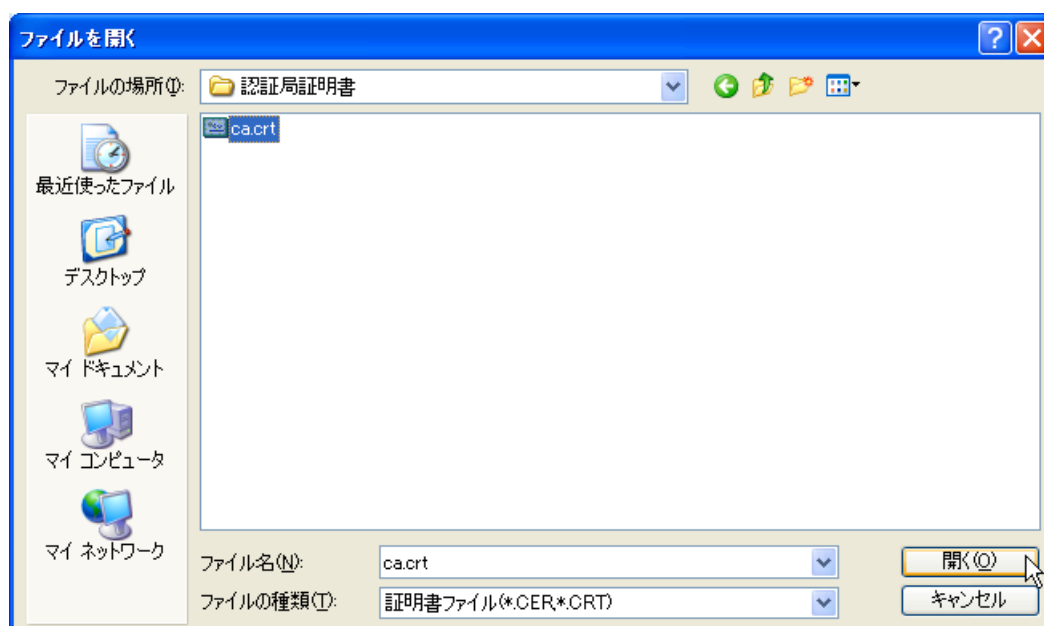 ファイルを開く
ファイルの場所(I):
認証局証明書
ca.crt
最近使ったファイル
デスクトップ
マイ ドキュメント
マイ コンピュータ
マイ ネットワーク
ファイル名(N):
ca.crt
開く(O)
ファイルの種類(T):
証明書ファイル(*.CER,*.CRT)
キャンセル